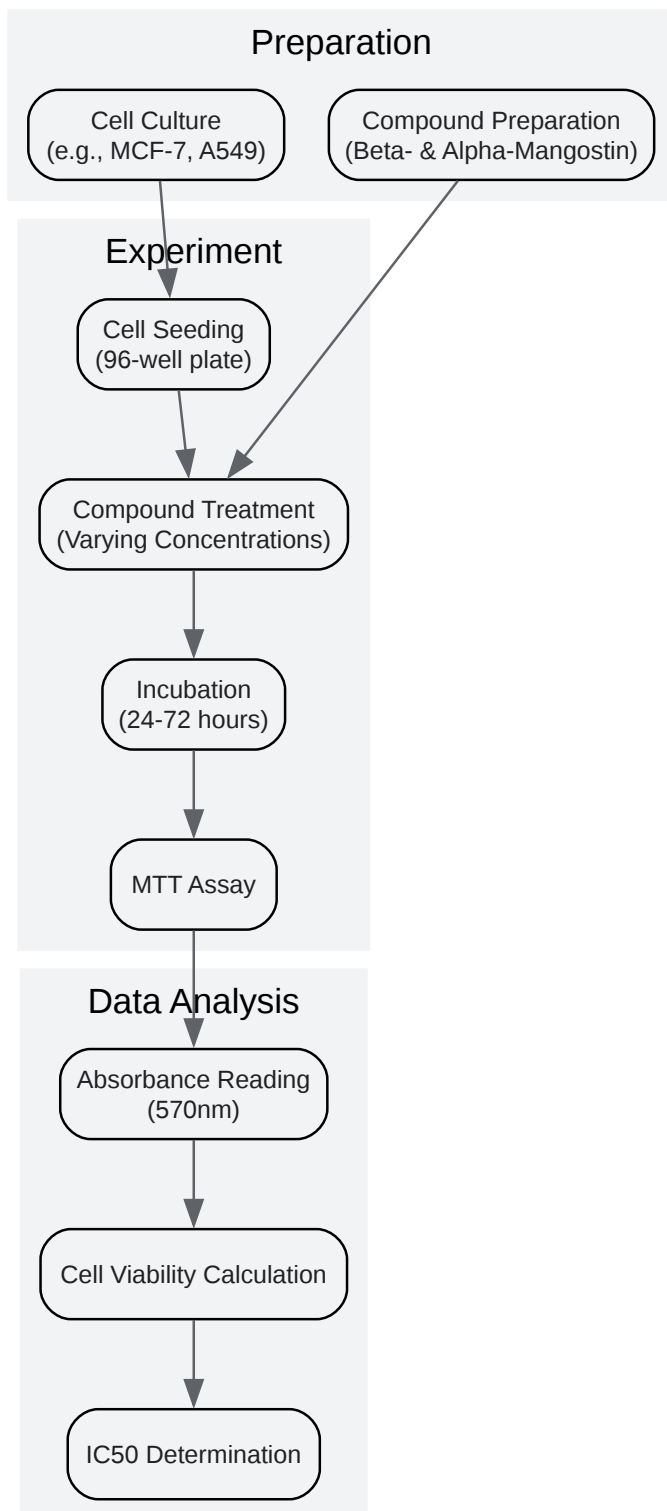 Preparation
Cell Culture
(e.g., MCF-7, A549)
Compound Preparation
(Beta- & Alpha-Mangostin)
Experiment
Cell Seeding
(96-well plate)
Compound Treatment
(Varying Concentrations)
Incubation
(24-72 hours)
MTT Assay
Data Analysis
Absorbance Reading
(570nm)
Cell Viability Calculation
IC50 Determination